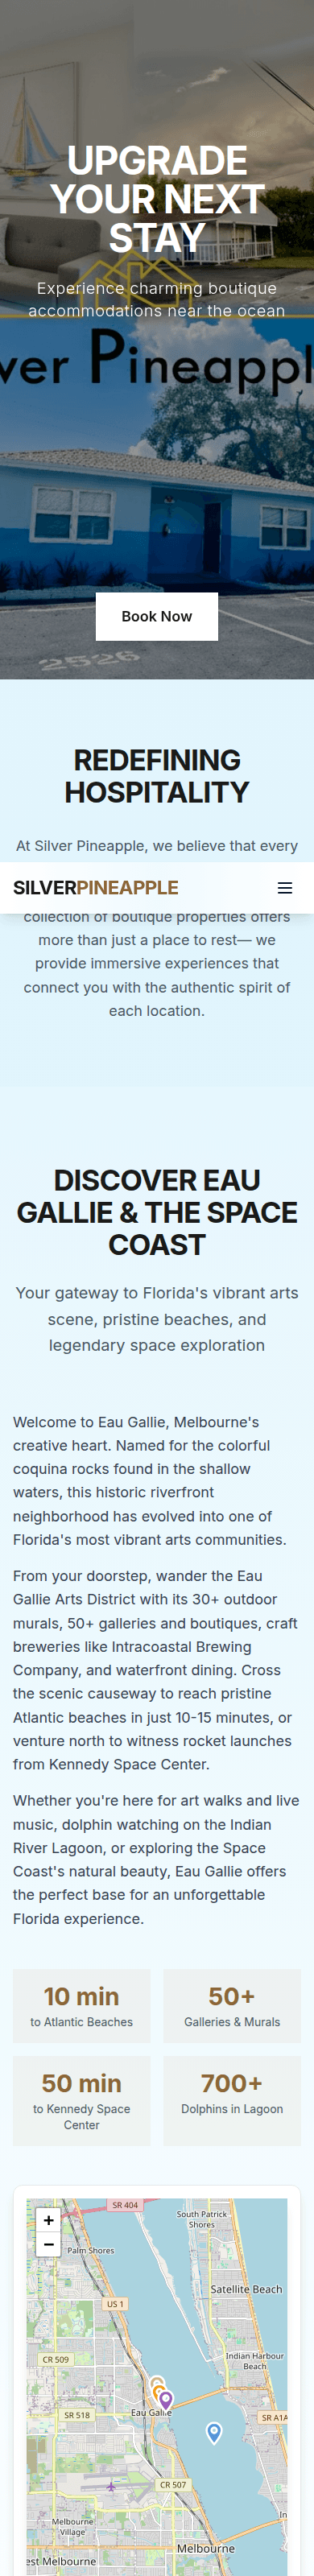 UPGRADE
YOUR NEXT
STAY
Experience charming boutique
accommodations near the ocean
ver Pineappl
2526
Book Now
REDEFINING
HOSPITALITY
At Silver Pineapple, we believe that every
SILVERPINEAPPLE
collection of boutique properties offers
more than just a place to rest— we
provide immersive experiences that
connect you with the authentic spirit of
each location.
DISCOVER EAU
GALLIE & THE SPACE
COAST
Your gateway to Florida's vibrant arts
scene, pristine beaches, and
legendary space exploration
Welcome to Eau Gallie, Melbourne's
creative heart. Named for the colorful
coquina rocks found in the shallow
waters, this historic riverfront
neighborhood has evolved into one of
Florida's most vibrant arts communities.
From your doorstep, wander the Eau
Gallie Arts District with its 30+ outdoor
murals, 50+ galleries and boutiques, craft
breweries like Intracoastal Brewing
Company, and waterfront dining. Cross
the scenic causeway to reach pristine
Atlantic beaches in just 10-15 minutes, or
venture north to witness rocket launches
from Kennedy Space Center.
Whether you're here for art walks and live
music, dolphin watching on the Indian
River Lagoon, or exploring the Space
Coast's natural beauty, Eau Gallie offers
the perfect base for an unforgettable
Florida experience.
10 min
to Atlantic Beaches
50+
Galleries & Murals
50 min
to Kennedy Space
Center
700+
Dolphins in Lagoon
+
−
SR 404
South Patrick
Shores
Palm Shores
Satellite Beach
US 1
Indian Harbour
Beach
CR 509
SR 518
Eau Gallie
SR A1A
CR 507
Melbourne
Village
In
Melbourne
est Melbourne